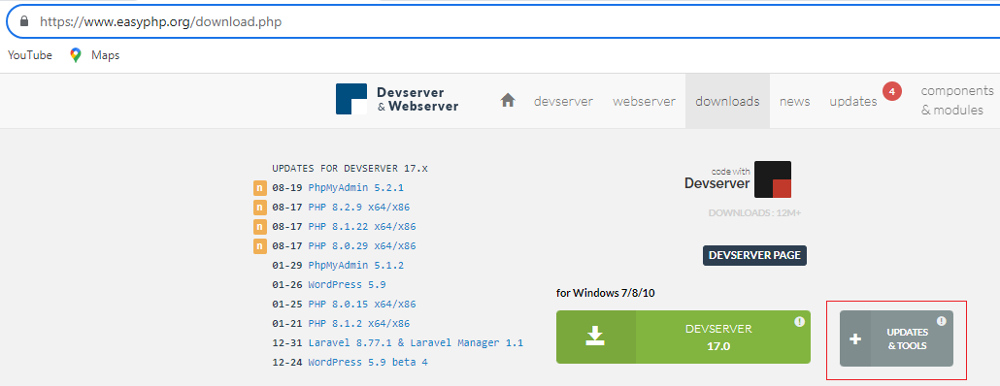 https://www.easyphp.org/download.php
YouTube Maps
Devserver
& Webserver
devserver webserver downloads news updates 4 components
& modules
UPDATES FOR DEVSERVER 17.x
n 08-19 PhpMyAdmin 5.2.1
n 08-17 PHP 8.2.9 x64/x86
n 08-17 PHP 8.1.22 x64/x86
n 08-17 PHP 8.0.29 x64/x86
01-29 PhpMyAdmin 5.1.2
01-26 WordPress 5.9
01-25 PHP 8.0.15 x64/x86
01-21 PHP 8.1.2 x64/x86
12-31 Laravel 8.77.1 & Laravel Manager 1.1
12-24 WordPress 5.9 beta 4
code with
Devserver
DOWNLOADS : 12M+
DEVSERVER PAGE
for Windows 7/8/10
DEVSERVER
17.0
UPDATES
& TOOLS